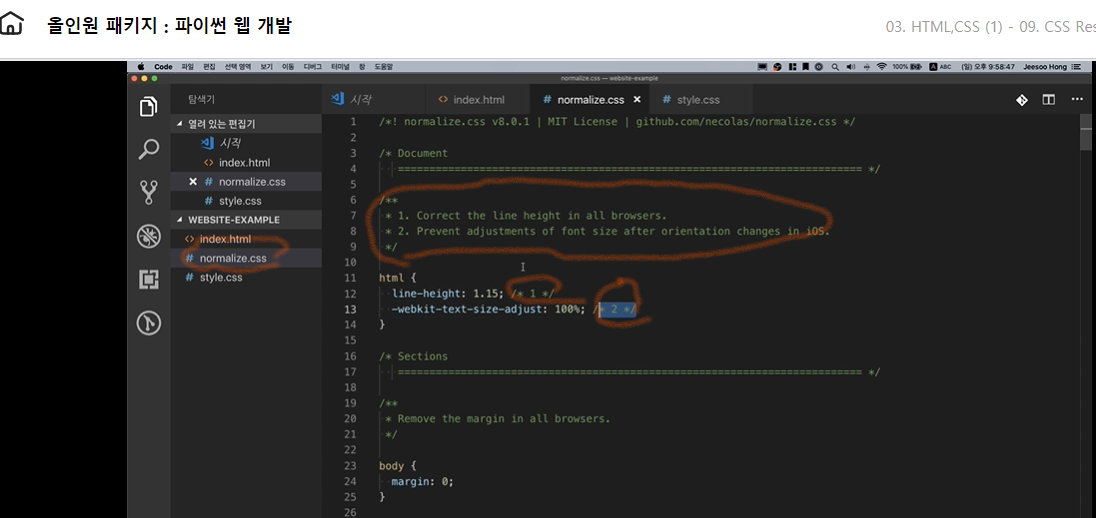 올인원 패키지 : 파이썬 웹 개발
03. HTML,CSS (1) - 09. CSS Res
Code 파일 편집 선택 영역 보기 이동 디버그 터미널 창 도움말
100% A ABC (일) 오후 9:58:47 Jeesoo Hong
normalize.css — website-example
탐색기
시작
index.html
normalize.css
style.css
열려 있는 편집기
시작
index.html
normalize.css
style.css
WEBSITE-EXAMPLE
index.html
normalize.css
style.css
1 /*! normalize.css v8.0.1 | MIT License | github.com/necolas/normalize.css */
2
3 /* Document
4 ========================================================================== */
5
6 /**
7 * 1. Correct the line height in all browsers.
8 * 2. Prevent adjustments of font size after orientation changes in iOS.
9 */
10
11 html {
12 line-height: 1.15; /* 1 */
13 -webkit-text-size-adjust: 100%; /* 2 */
14 }
15
16 /* Sections
17 ========================================================================== */
18
19 /**
20 * Remove the margin in all browsers.
21 */
22
23 body {
24 margin: 0;
25 }
26